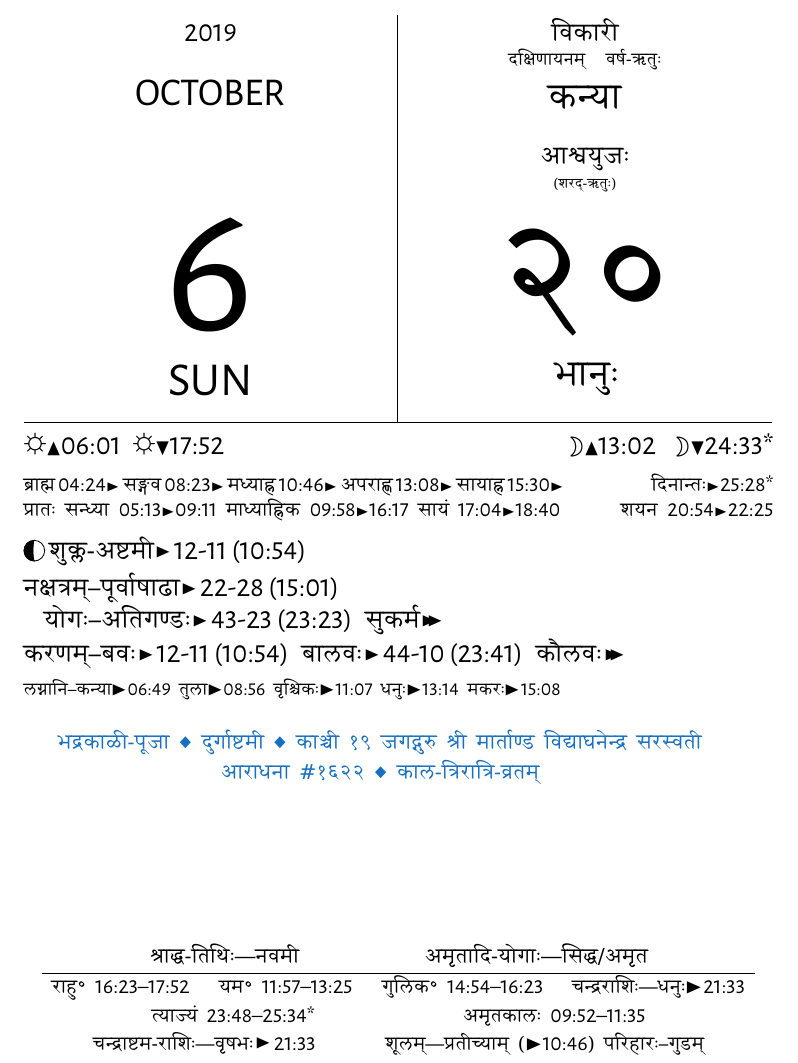 2019
OCTOBER
6
SUN
विकारी
दक्षिणायनम् वर्ष-ऋतुः
कन्या
आश्वयुजः
(शरद्-ऋतुः)
२०
भानुः
☼▲06:01 ☼▼17:52 ☽▲13:02 ☽▼24:33*
ब्राह्म 04:24► सङ्गव 08:23► मध्याह्न 10:46► अपराह्ण 13:08► सायाह्न 15:30► दिनान्तः►25:28*
प्रातः सन्ध्या 05:13►09:11 माध्याह्निक 09:58►16:17 सायं 17:04►18:40 शयन 20:54►22:25
शुक्ल-अष्टमी►12-11 (10:54)
नक्षत्रम्–पूर्वाषाढा►22-28 (15:01)
योगः–अतिगण्डः►43-23 (23:23) सुकर्म►►
करणम्–बवः►12-11 (10:54) बालवः►44-10 (23:41) कौलवः►►
लग्नानि–कन्या►06:49 तुला►08:56 वृश्चिकः►11:07 धनुः►13:14 मकरः►15:08
भद्रकाळी-पूजा ◆ दुर्गाष्टमी ◆ काञ्ची १९ जगद्गुरु श्री मार्ताण्ड विद्याघनेन्द्र सरस्वती
आराधना #१६२२ ◆ काल-त्रिरात्रि-व्रतम्
श्राद्ध-तिथिः—नवमी अमृतादि-योगाः—सिद्ध/अमृत
राहु॰ 16:23–17:52 यम॰ 11:57–13:25 गुलिक॰ 14:54–16:23 चन्द्रराशिः—धनुः►21:33
त्याज्यं 23:48–25:34* अमृतकालः 09:52–11:35
चन्द्राष्टम-राशिः—वृषभः►21:33 शूलम्—प्रतीच्याम् (►10:46) परिहारः–गुडम्